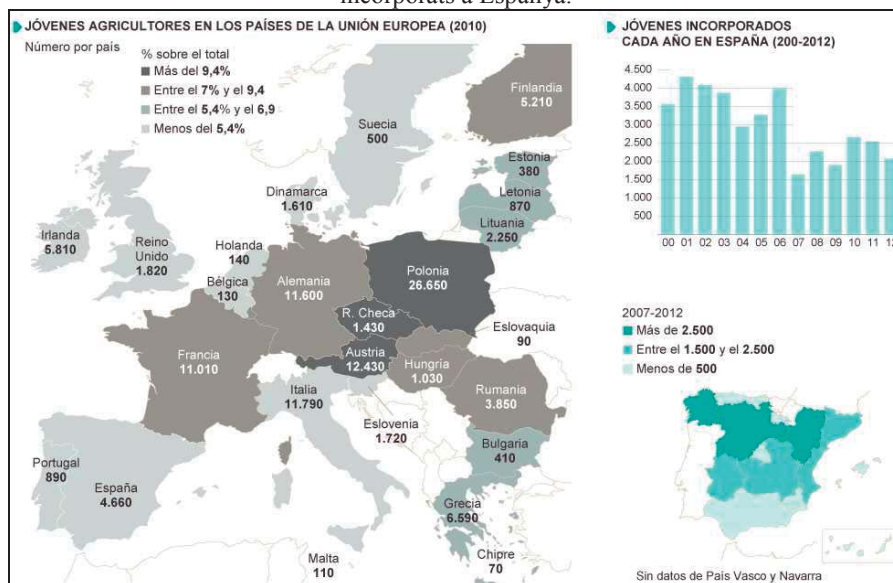 incorporats a Espanya.
JÓVENES AGRICULTORES EN LOS PAÍSES DE LA UNIÓN EUROPEA (2010)
Número por país
% sobre el total
Más del 9,4%
Entre el 7% y el 9,4
Entre el 5,4% y el 6,9
Menos del 5,4%
Finlandia
5.210
Suecia
500
Estonia
380
Letonia
870
Lituania
2.250
Dinamarca
1.610
Irlanda
5.810
Reino
Unido
1.820
Holanda
140
Bélgica
130
Alemania
11.600
Polonia
26.650
R. Checa
1.430
Eslovaquia
90
Austria
12.430
Hungría
1.030
Francia
11.010
Italia
11.790
Rumania
3.850
Eslovenia
1.720
Bulgaria
410
Portugal
890
España
4.660
Grecia
6.590
Malta
110
Chipre
70
JÓVENES INCORPORADOS
CADA AÑO EN ESPAÑA (200-2012)
4.500
4.000
3.500
3.000
2.500
2.000
1.500
1.000
500
00 01 02 03 04 05 06 07 08 09 10 11 12
2007-2012
Más de 2.500
Entre el 1.500 y el 2.500
Menos de 500
Sin datos de País Vasco y Navarra